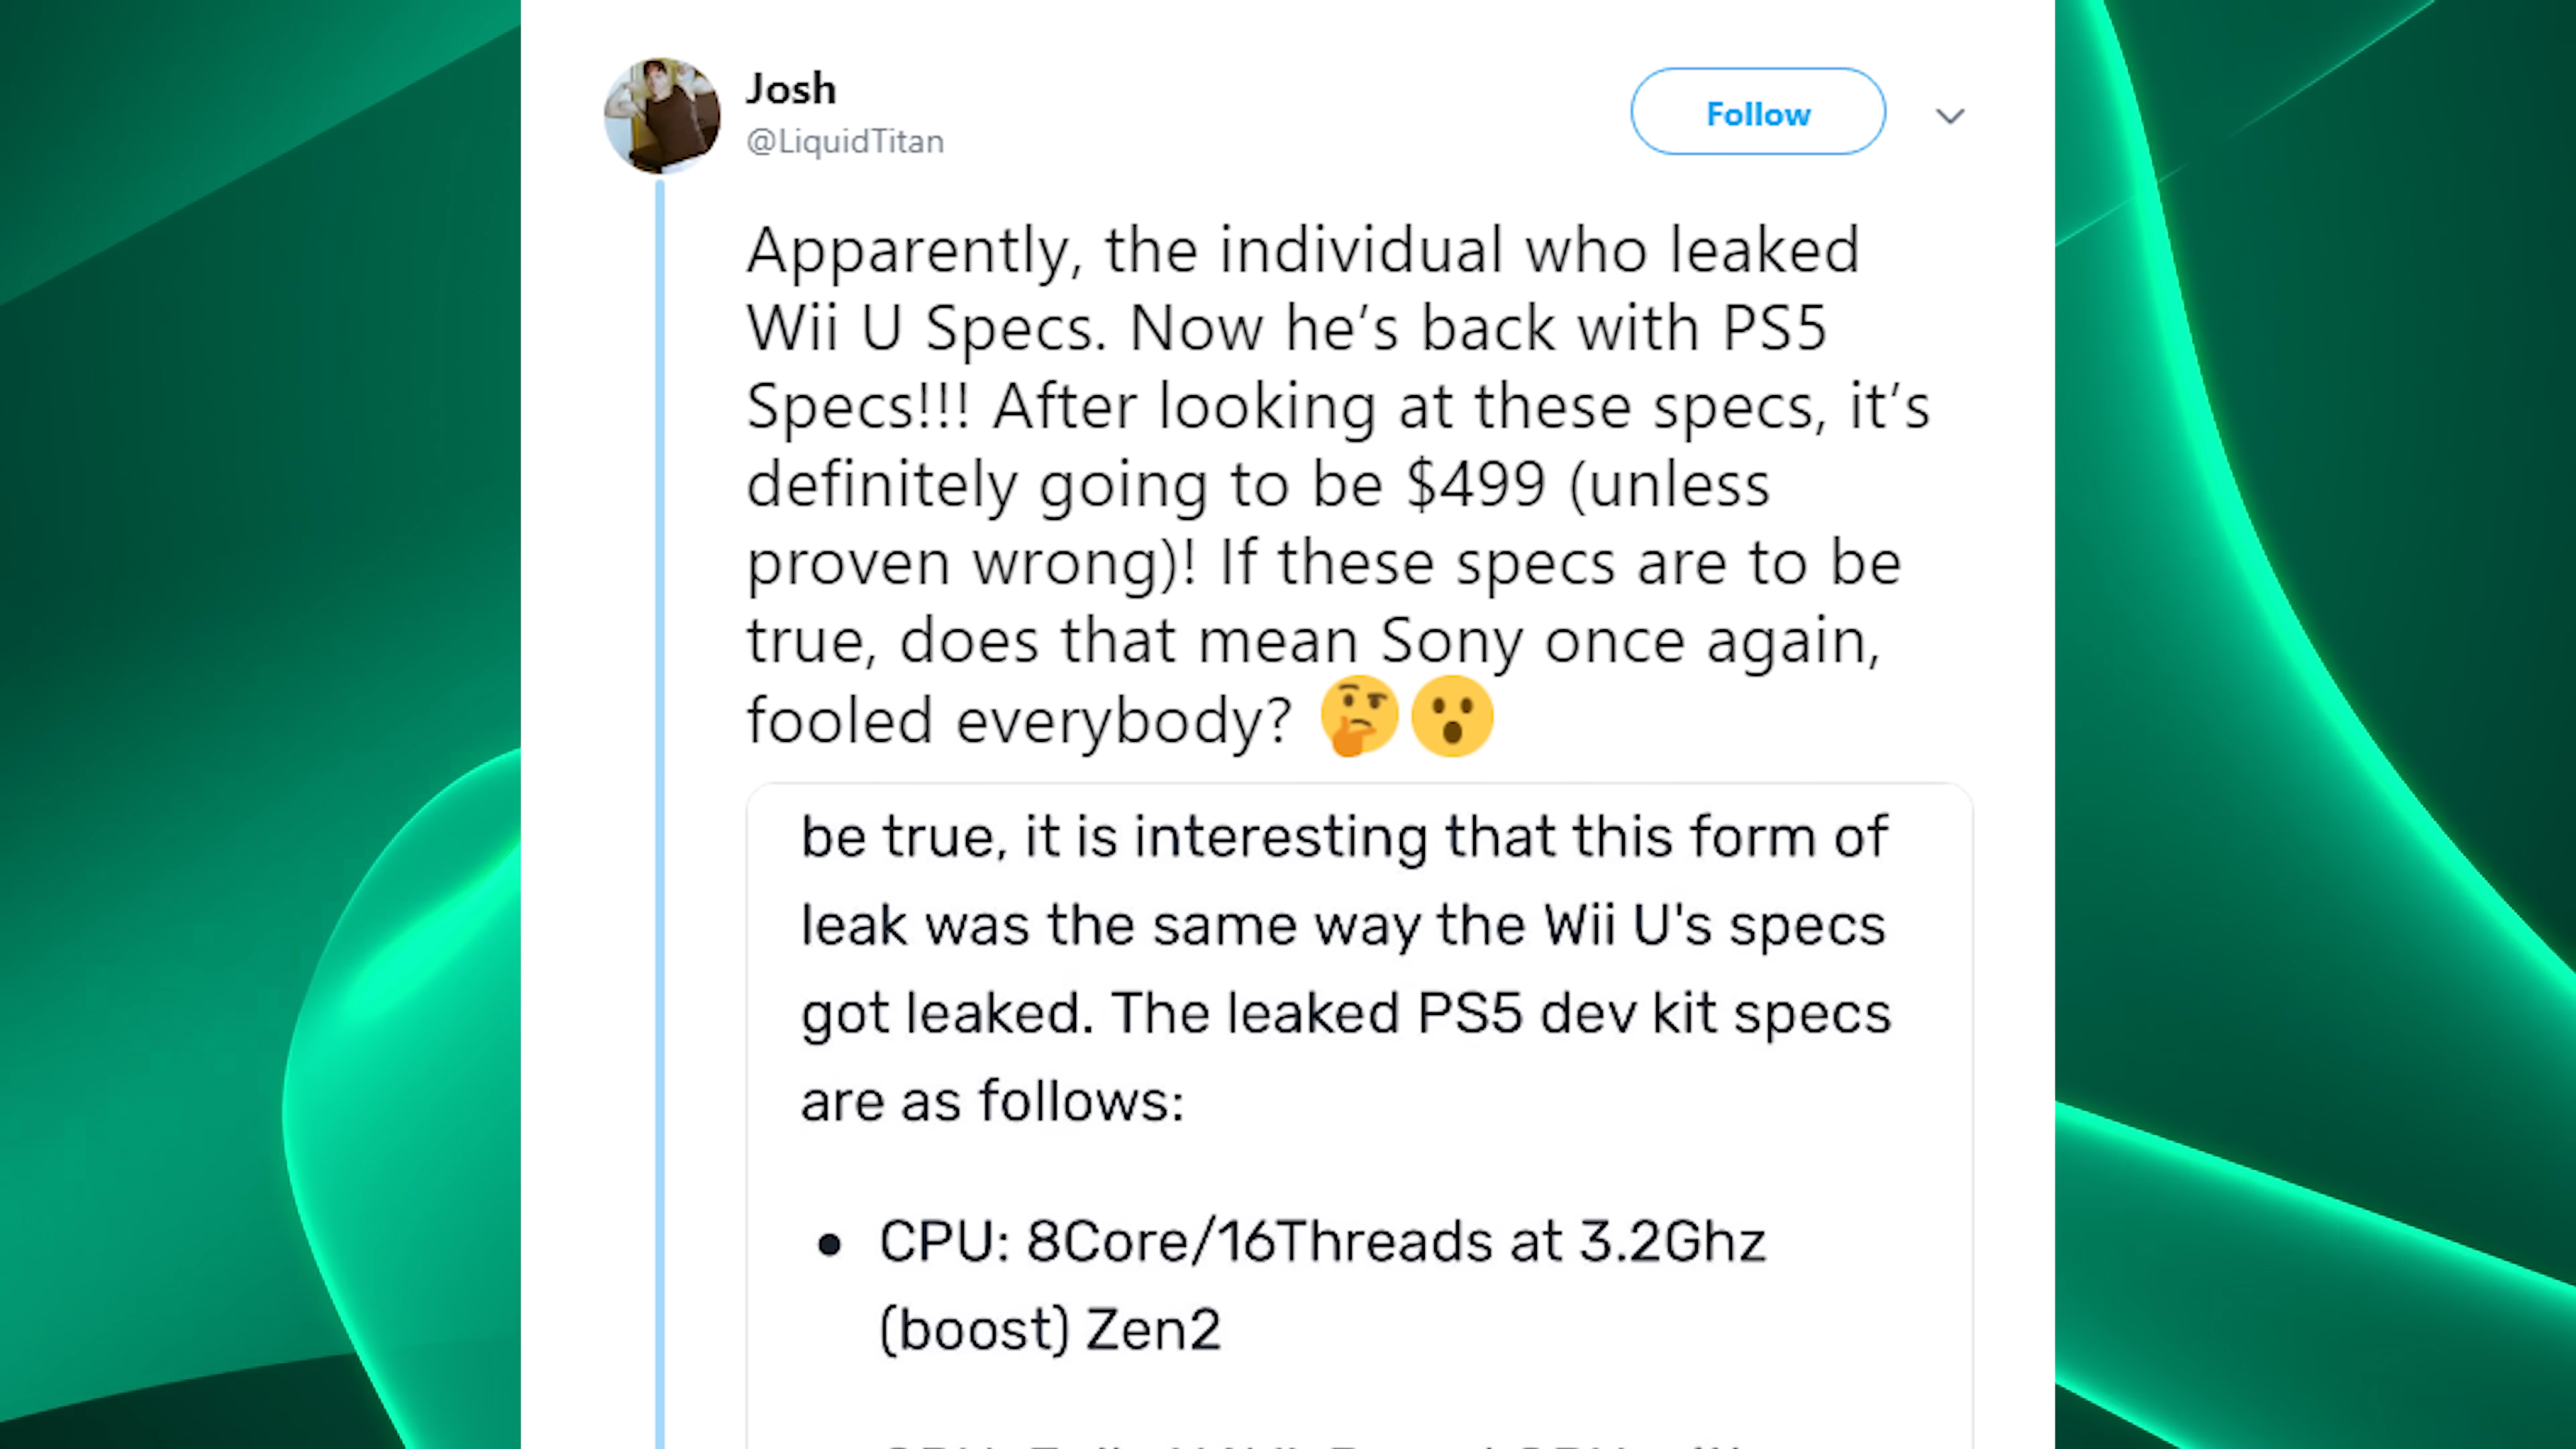 Josh
@LiquidTitan
Follow
Apparently, the individual who leaked
Wii U Specs. Now he’s back with PS5
Specs!!! After looking at these specs, it’s
definitely going to be $499 (unless
proven wrong)! If these specs are to be
true, does that mean Sony once again,
fooled everybody? 🤔😮
be true, it is interesting that this form of
leak was the same way the Wii U's specs
got leaked. The leaked PS5 dev kit specs
are as follows:
• CPU: 8Core/16Threads at 3.2Ghz
(boost) Zen2